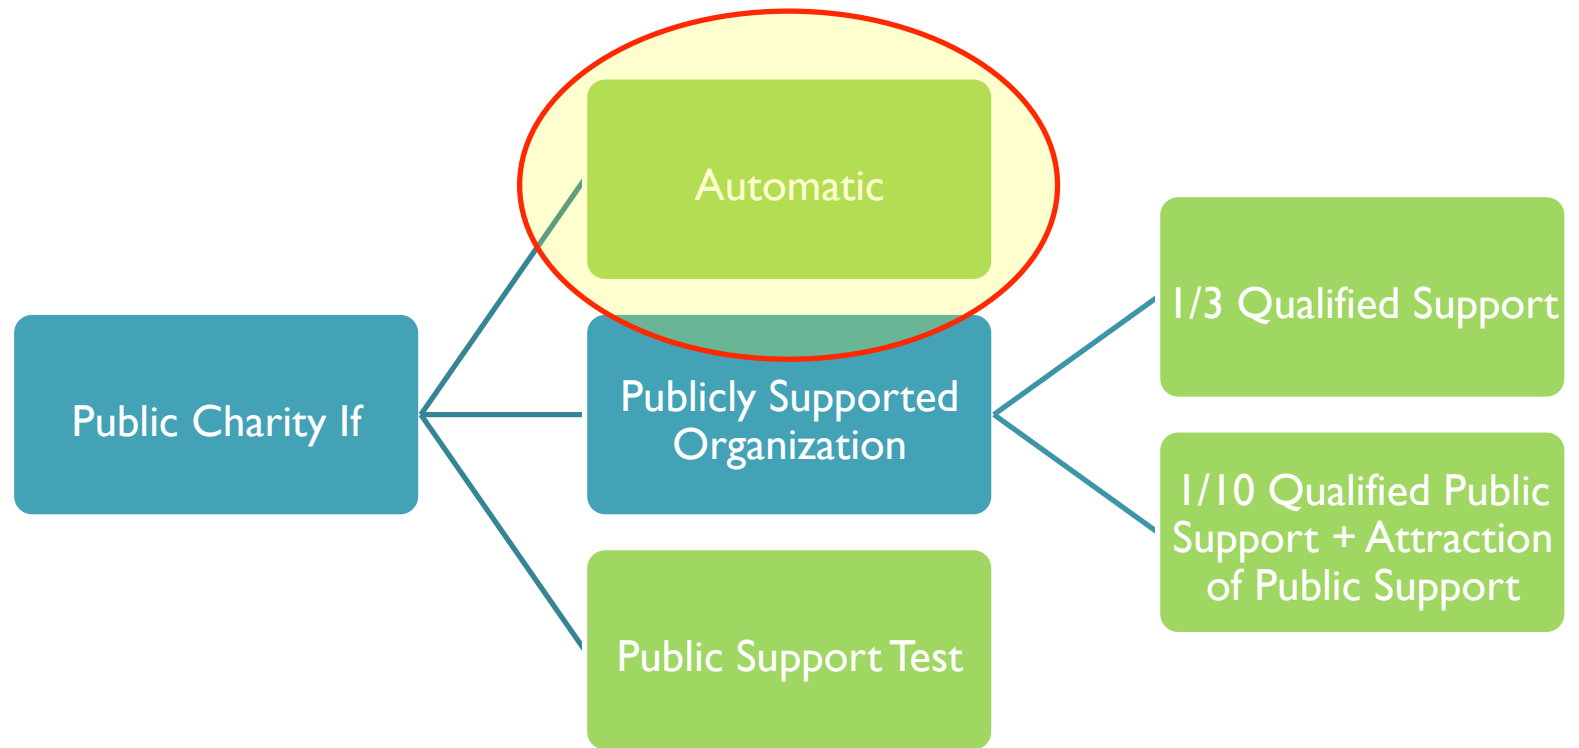 Public Charity If
Automatic
Publicly Supported
Organization
Public Support Test
1/3 Qualified Support
1/10 Qualified Public
Support + Attraction
of Public Support